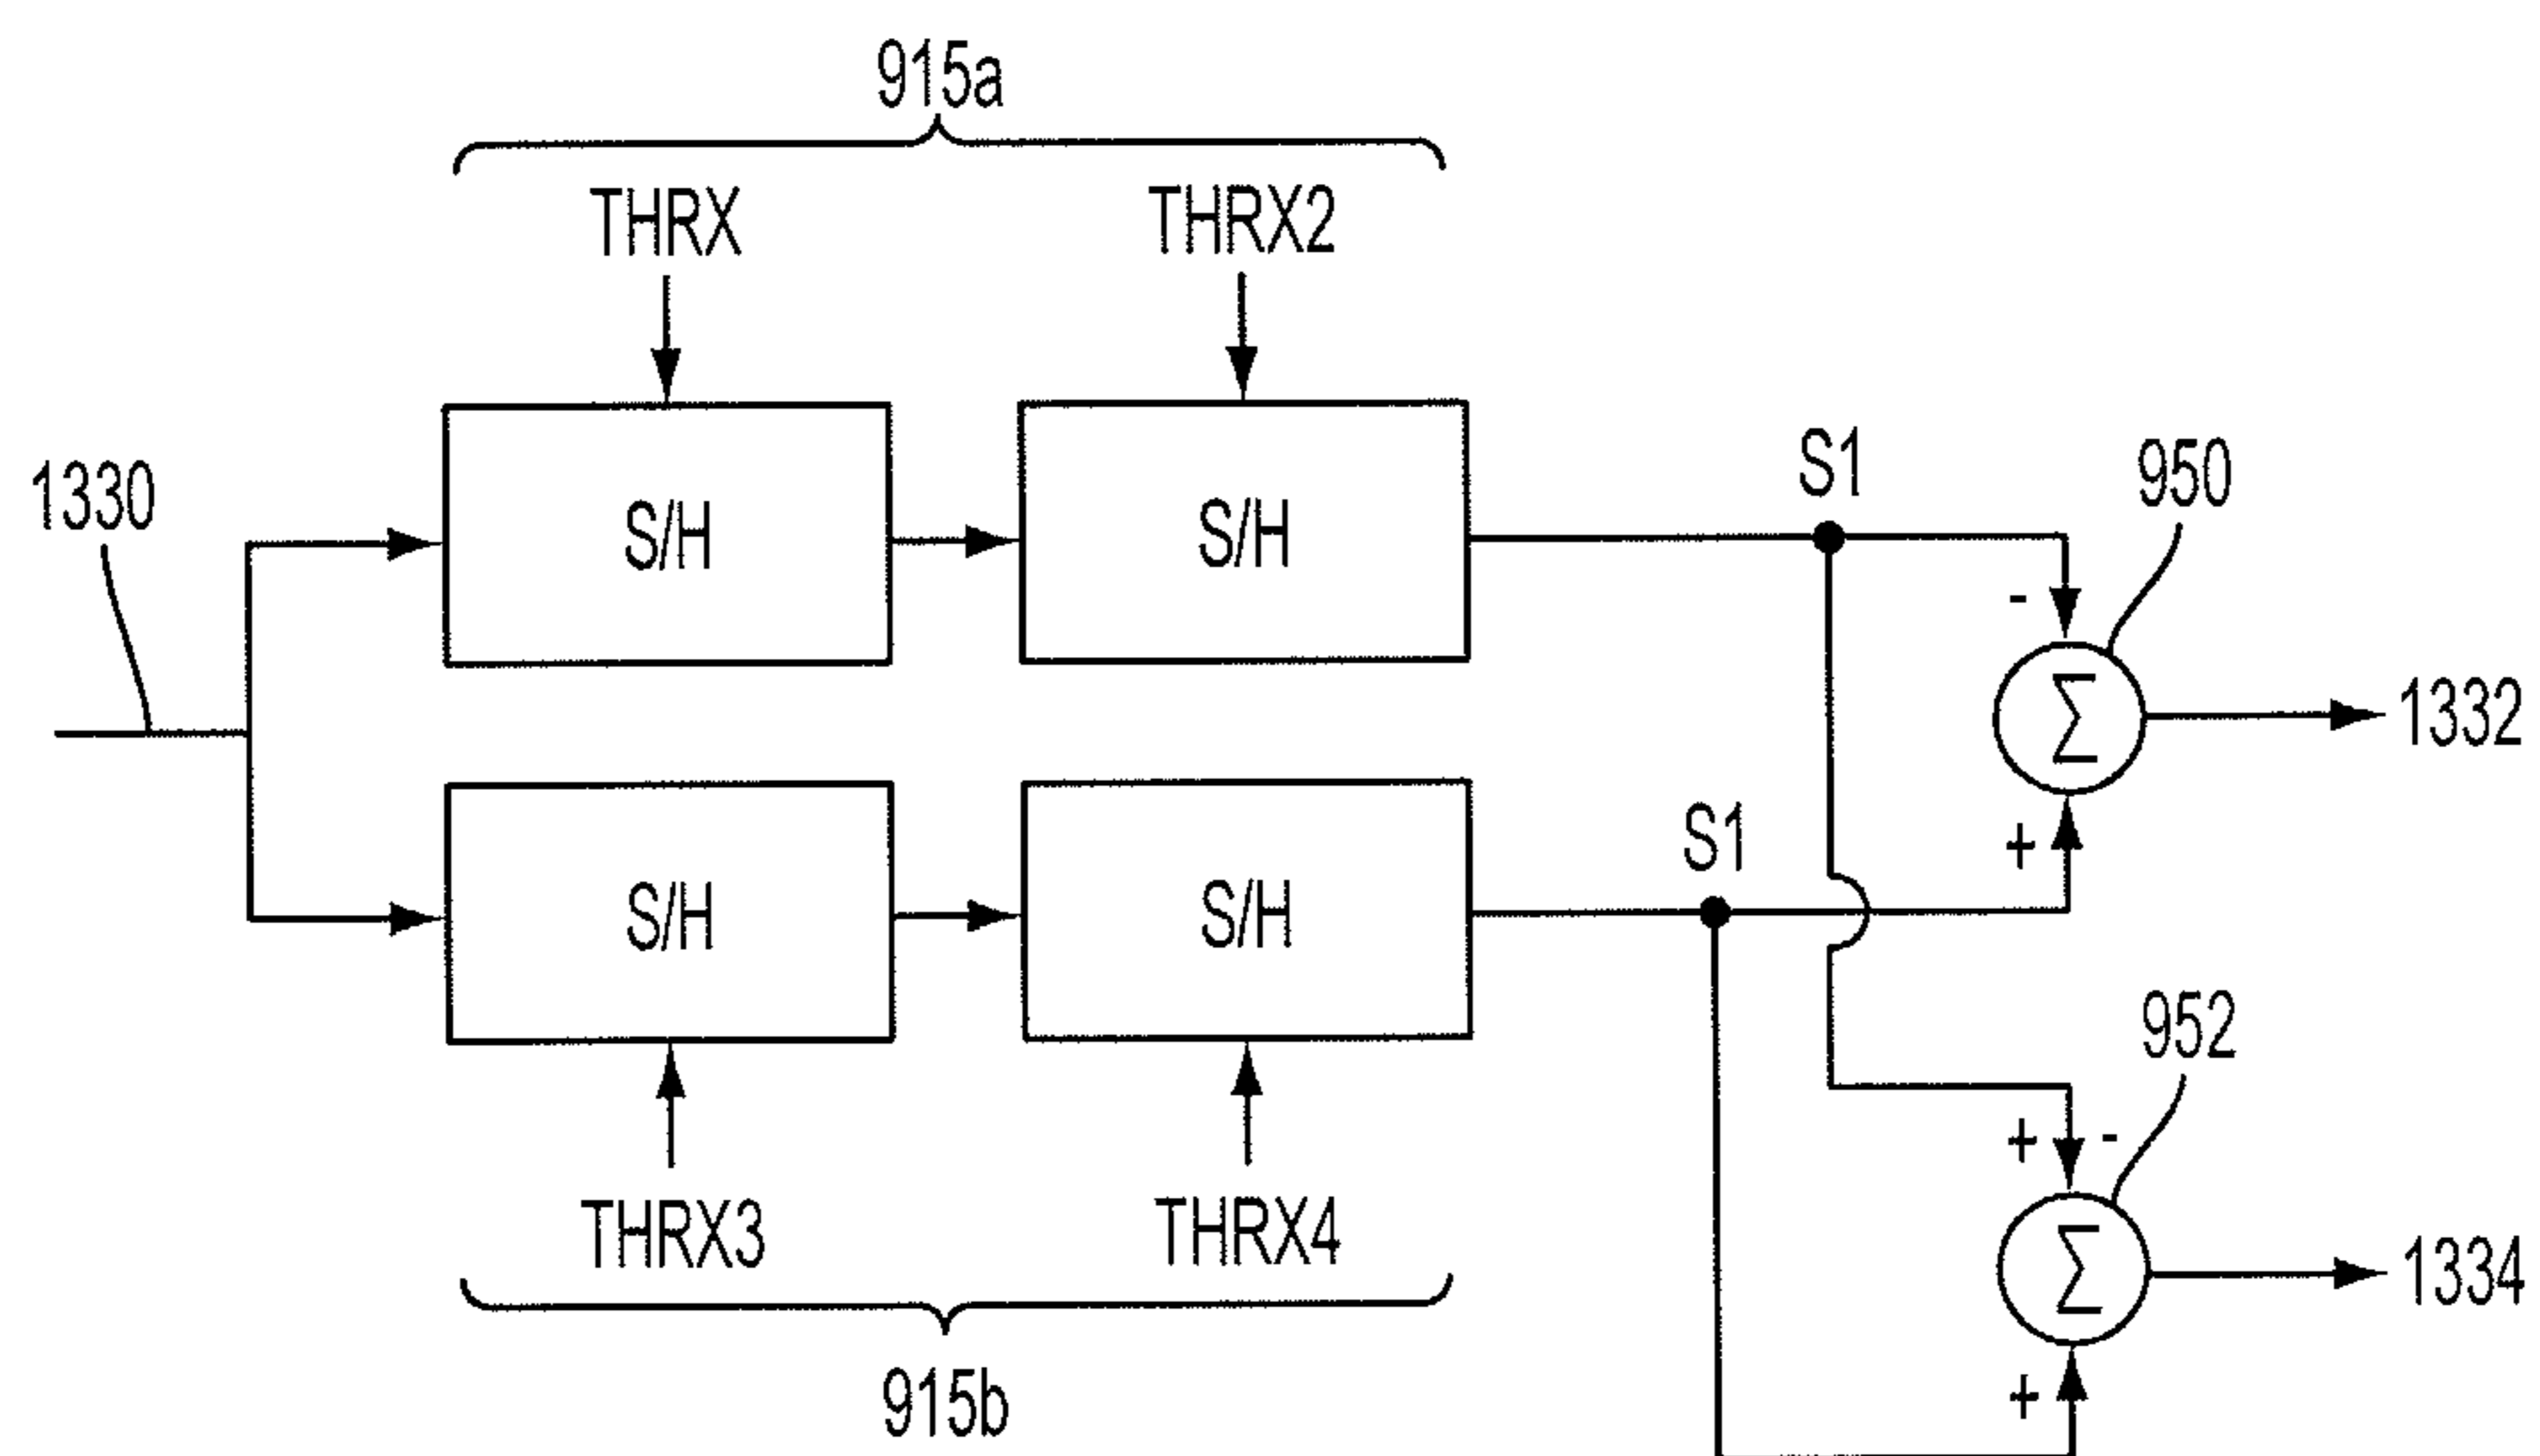 915a
THRX THRX2
S/H S/H
1330
S1
950
-
1332
+
S1
S/H S/H
THRX3 THRX4
915b
952
+ -
Σ
Σ
1334
+